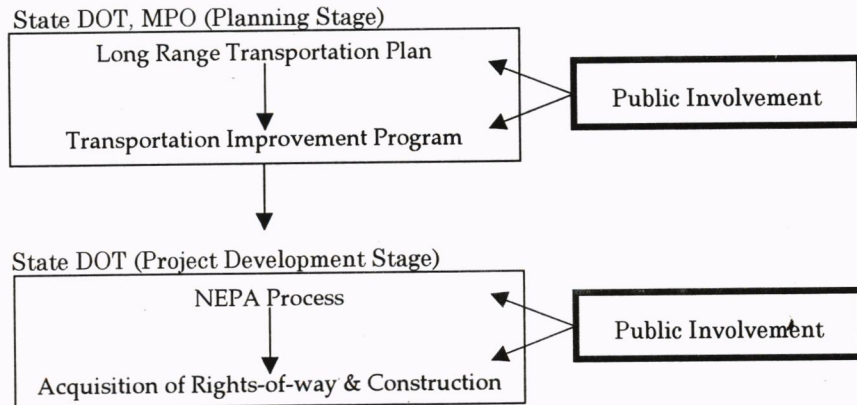 State DOT, MPO (Planning Stage)
Long Range Transportation Plan
Public Involvement
Transportation Improvement Program
State DOT (Project Development Stage)
NEPA Process
Public Involvement
Acquisition of Rights-of-way & Construction